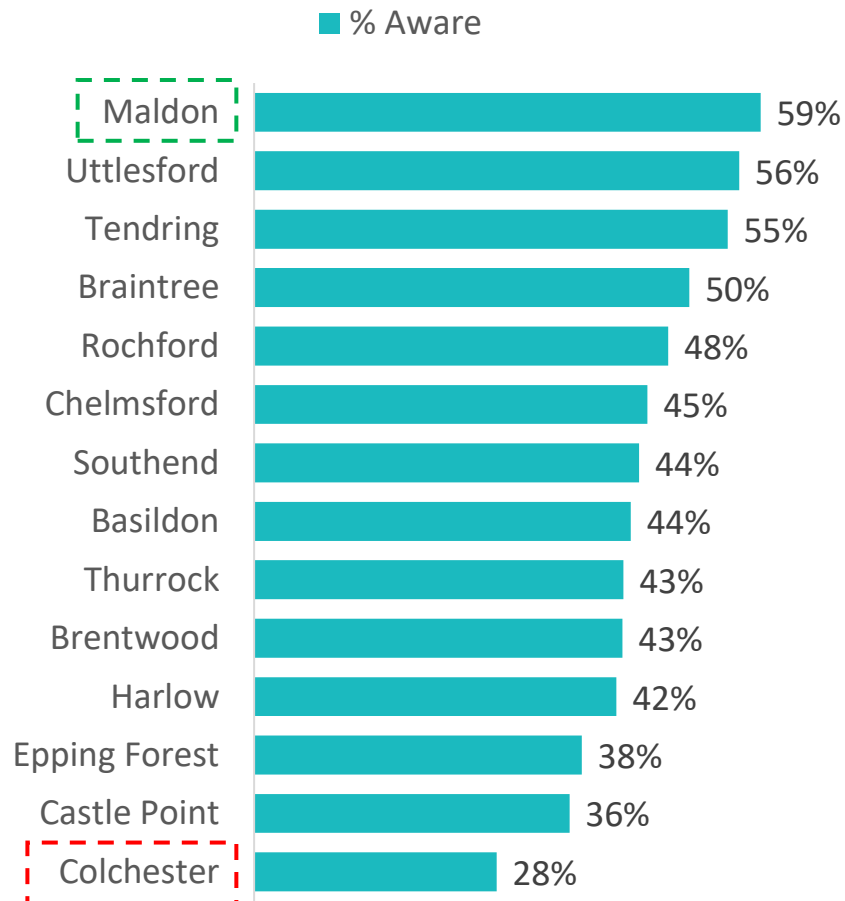 % Aware
Maldon 59%
Uttlesford 56%
Tendring 55%
Braintree 50%
Rochford 48%
Chelmsford 45%
Southend 44%
Basildon 44%
Thurrock 43%
Brentwood 43%
Harlow 42%
Epping Forest 38%
Castle Point 36%
Colchester 28%